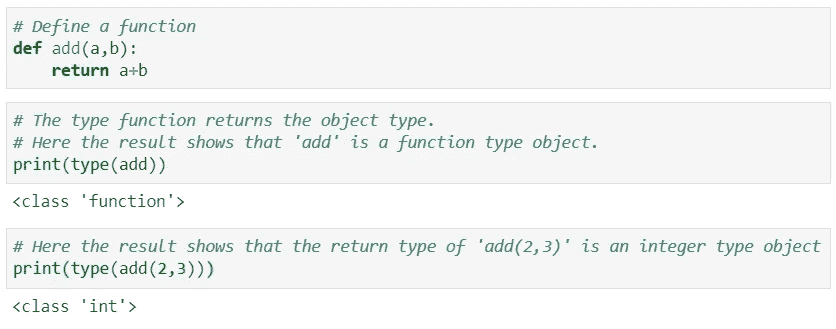 # Define a function
def add(a,b):
    return a+b
# The type function returns the object type.
# Here the result shows that 'add' is a function type object.
print(type(add))
<class 'function'>
# Here the result shows that the return type of 'add(2,3)' is an integer type object
print(type(add(2,3)))
<class 'int'>